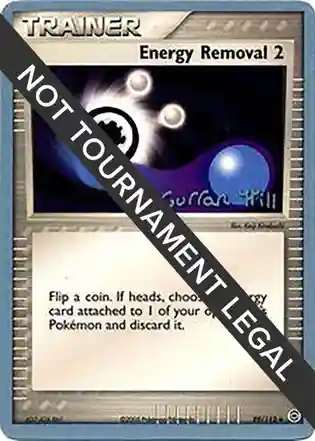 TRAINER
Energy Removal 2
NOT TOURNAMENT LEGAL
Curran Hill
Flip a coin. If heads, choo
card attached to 1 of your op
Pokémon and discard it.